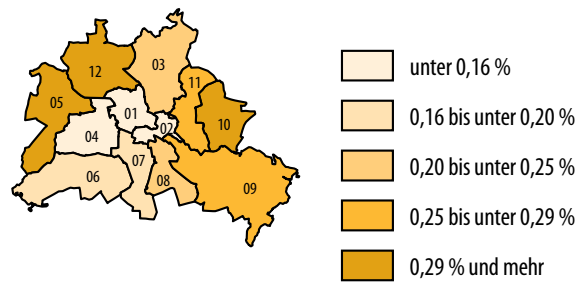 12
03
05
11
01
02
10
04
07
06
08
09
unter 0,16 %
0,16 bis unter 0,20 %
0,20 bis unter 0,25 %
0,25 bis unter 0,29 %
0,29 % und mehr